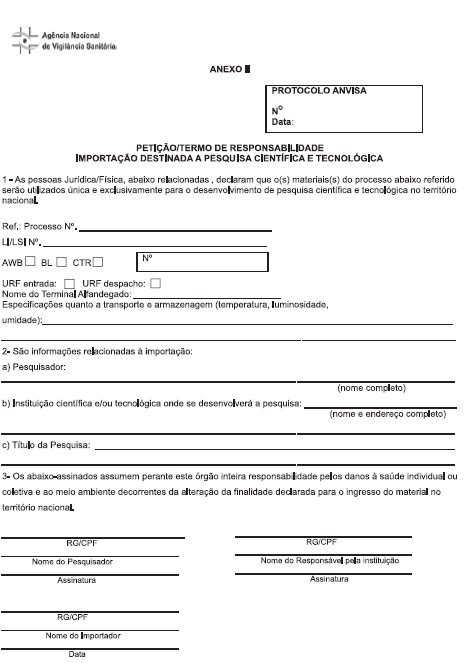 Agência Nacional
de Vigilância Sanitária
ANEXO II
PROTOCOLO ANVISA
Nº
Data:
PETIÇÃO/TERMO DE RESPONSABILIDADE
IMPORTAÇÃO DESTINADA A PESQUISA CIENTÍFICA E TECNOLÓGICA
1 - As pessoas Jurídica/Física, abaixo relacionadas , declaram que o(s) materiais(s) do processo abaixo referido
serão utilizados única e exclusivamente para o desenvolvimento de pesquisa científica e tecnológica no território
nacional.
Ref.: Processo Nº.
LI/LSI Nº.
AWB BL CTR Nº
URF entrada: URF despacho:
Nome do Terminal Alfandegado:
Especificações quanto a transporte e armazenagem (temperatura, luminosidade,
umidade):
2- São informações relacionadas à importação:
a) Pesquisador:
(nome completo)
b) Instituição científica e/ou tecnológica onde se desenvolverá a pesquisa:
(nome e endereço completo)
c) Título da Pesquisa:
3- Os abaixo-assinados assumem perante este órgão inteira responsabilidade pelos danos à saúde individual ou
coletiva e ao meio ambiente decorrentes da alteração da finalidade declarada para o ingresso do material no
território nacional.
RG/CPF
Nome do Pesquisador
Assinatura
RG/CPF
Nome do Responsável pela instituição
Assinatura
RG/CPF
Nome do Importador
Data